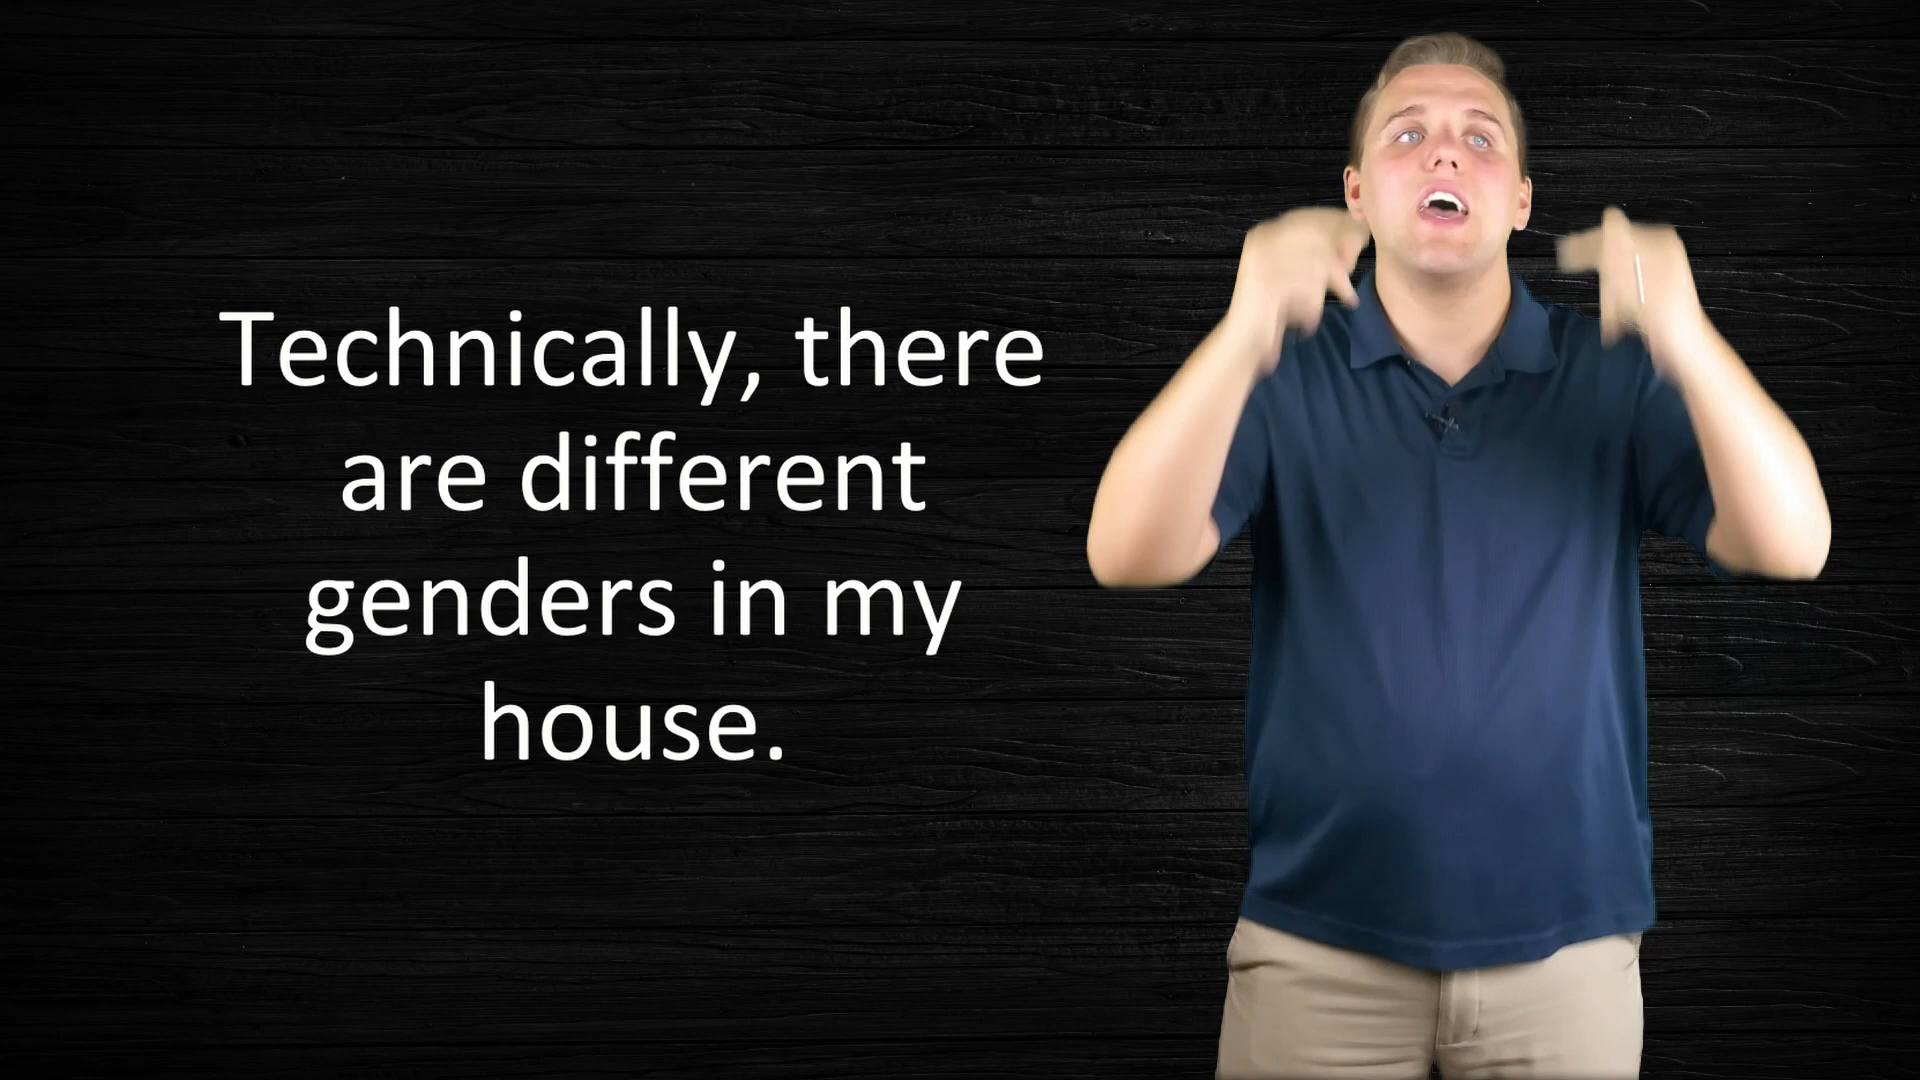 Technically, there
are different
genders in my
house.